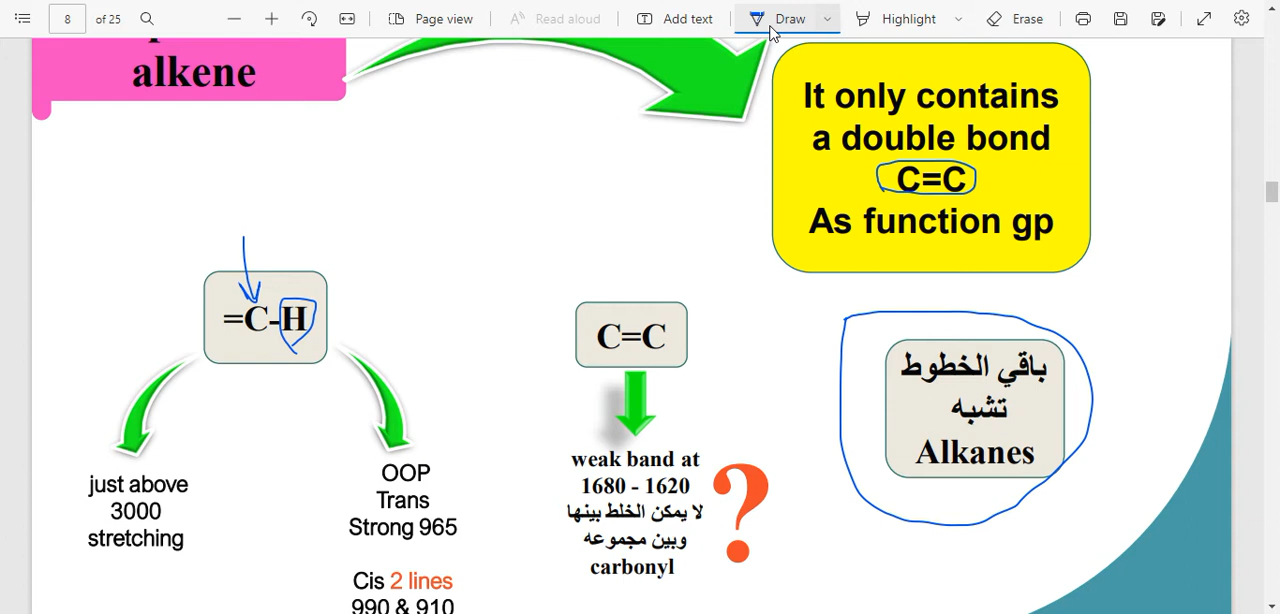 8 of 25
Page view
Read aloud
Add text
Draw
Highlight
Erase
alkene
It only contains
a double bond
C=C
As function gp
=C-H
just above
3000
stretching
OOP
Trans
Strong 965
Cis 2 lines
990 & 910
C=C
weak band at
1680 - 1620
لا يمكن الخلط بينها
وبين مجموعه
carbonyl
?
باقي الخطوط
تشبه
Alkanes